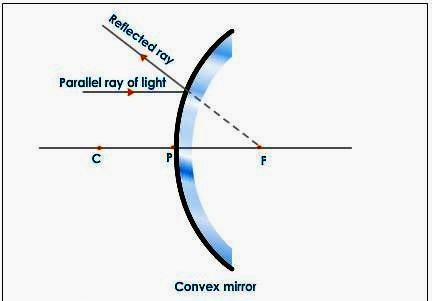 Reflected ray
Parallel ray of light
C
P
F
Convex mirror